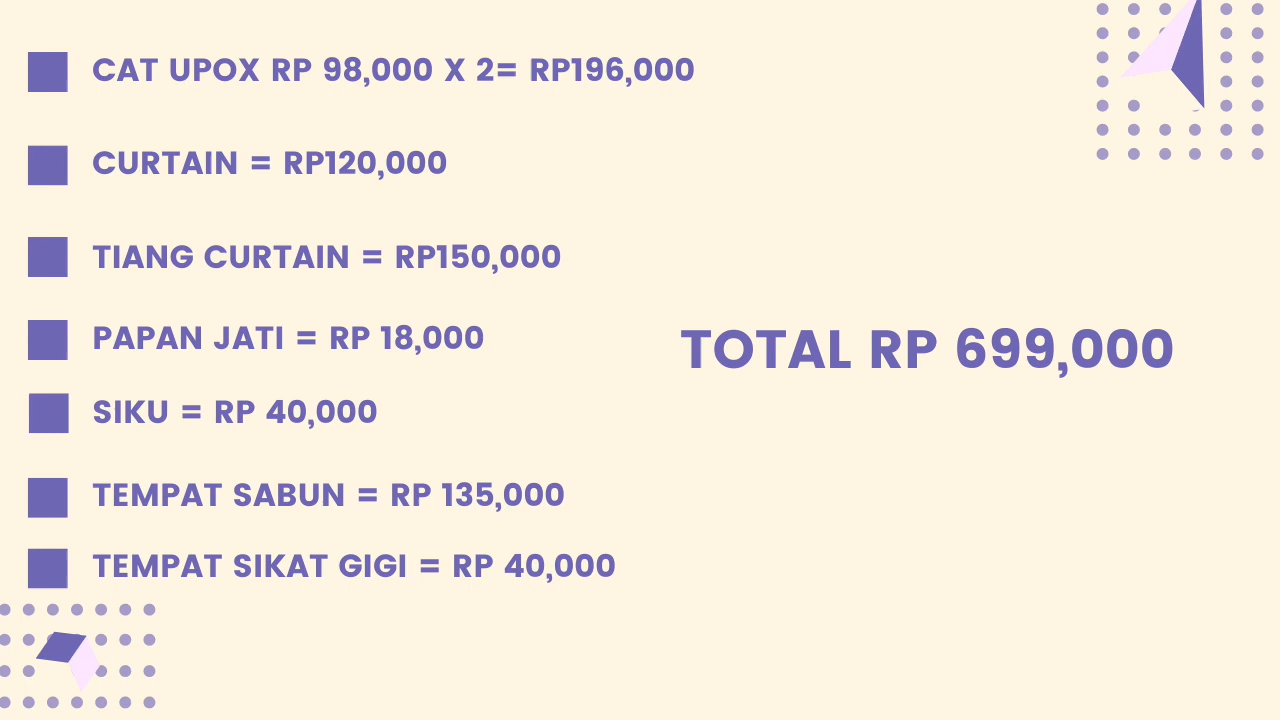 CAT UPOX RP 98,000 X 2= RP196,000
CURTAIN = RP120,000
TIANG CURTAIN = RP150,000
PAPAN JATI = RP 18,000
TOTAL RP 699,000
SIKU = RP 40,000
TEMPAT SABUN = RP 135,000
TEMPAT SIKAT GIGI = RP 40,000